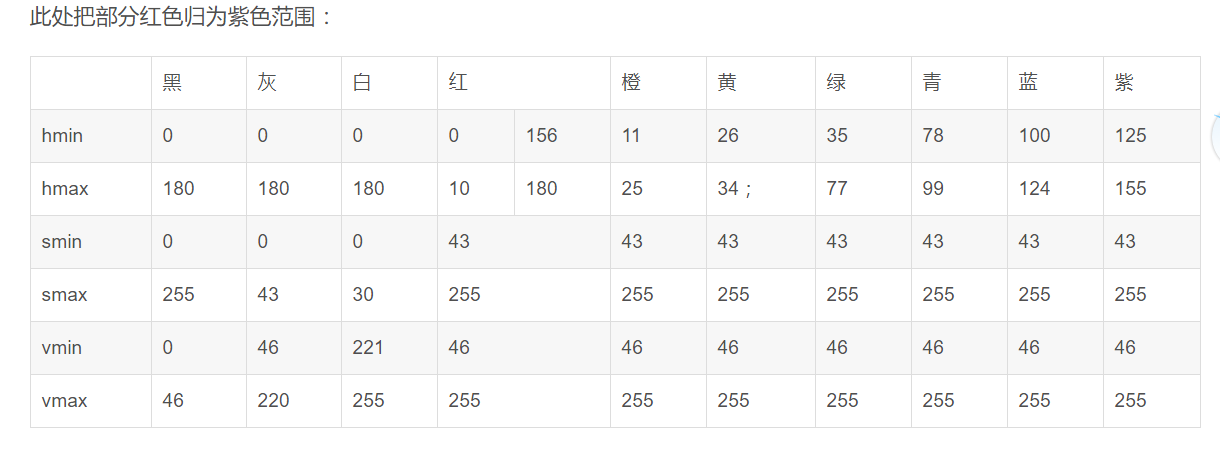 此处把部分红色归为紫色范围：
黑 灰 白 红 橙 黄 绿 青 蓝 紫
hmin 0 0 0 0 156 11 26 35 78 100 125
hmax 180 180 180 10 180 25 34； 77 99 124 155
smin 0 0 0 43 43 43 43 43 43 43
smax 255 43 30 255 255 255 255 255 255 255
vmin 0 46 221 46 46 46 46 46 46 46
vmax 46 220 255 255 255 255 255 255 255 255